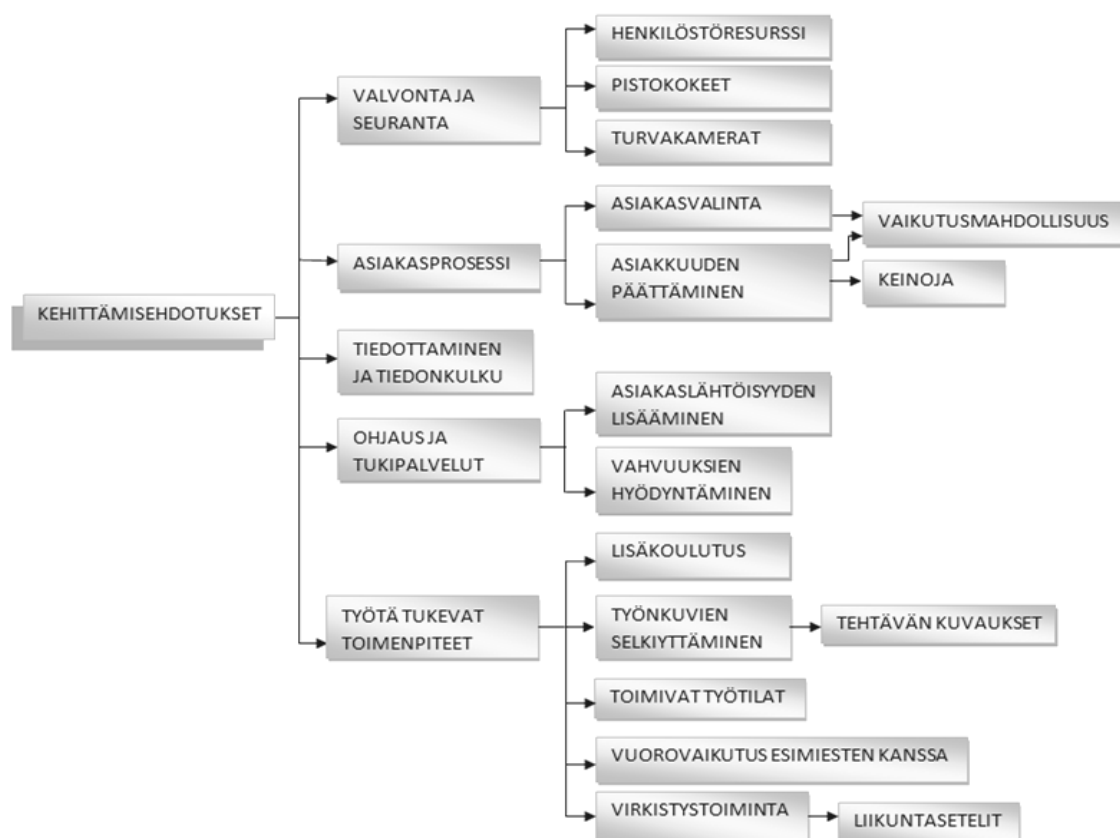 KEHITTÄMISEHDOTUKSET
VALVONTA JA
SEURANTA
HENKILÖSTÖRESURSSI
PISTOKOKEET
TURVAKAMERAT
ASIAKASPROSESSI
ASIAKASVALINTA
ASIAKKUUDEN
PÄÄTTÄMINEN
VAIKUTUSMAHDOLLISUUS
KEINOJA
TIEDOTTAMINEN
JA TIEDONKULKU
OHJAUS JA
TUKIPALVELUT
ASIAKASLÄHTÖISYYDEN
LISÄÄMINEN
VAHVUUKSIEN
HYÖDYNTÄMINEN
TYÖTÄ TUKEVAT
TOIMENPITEET
LISÄKOULUTUS
TYÖNKUVIEN
SELKIYTTÄMINEN
TEHTÄVÄN KUVAUKSET
TOIMIVAT TYÖTILAT
VUOROVAIKUTUS ESIMIESTEN KANSSA
VIRKISTYSTOIMINTA
LIIKUNTASETELIT